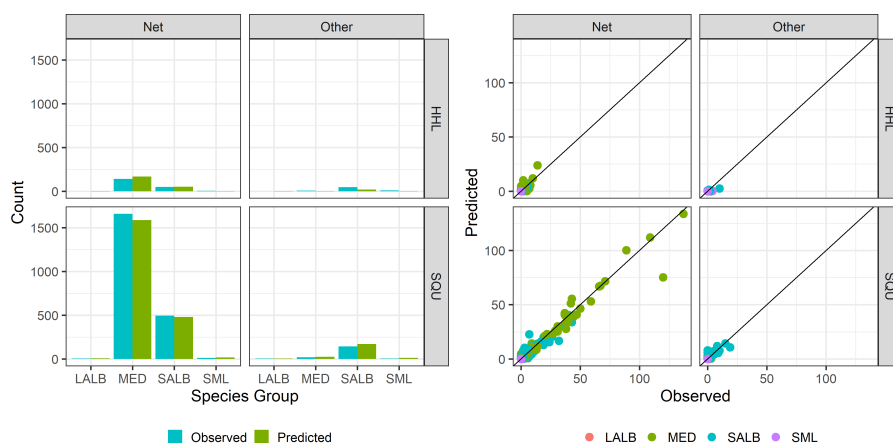 Net Other
HHL
SQU
1500
1000
500
0
1500
1000
500
0
Count
LALB MED SALB SML LALB MED SALB SML
Species Group
Observed Predicted
Net Other
HHL
SQU
100
50
0
100
50
0
Predicted
0 50 100 0 50 100
Observed
LALB MED SALB SML